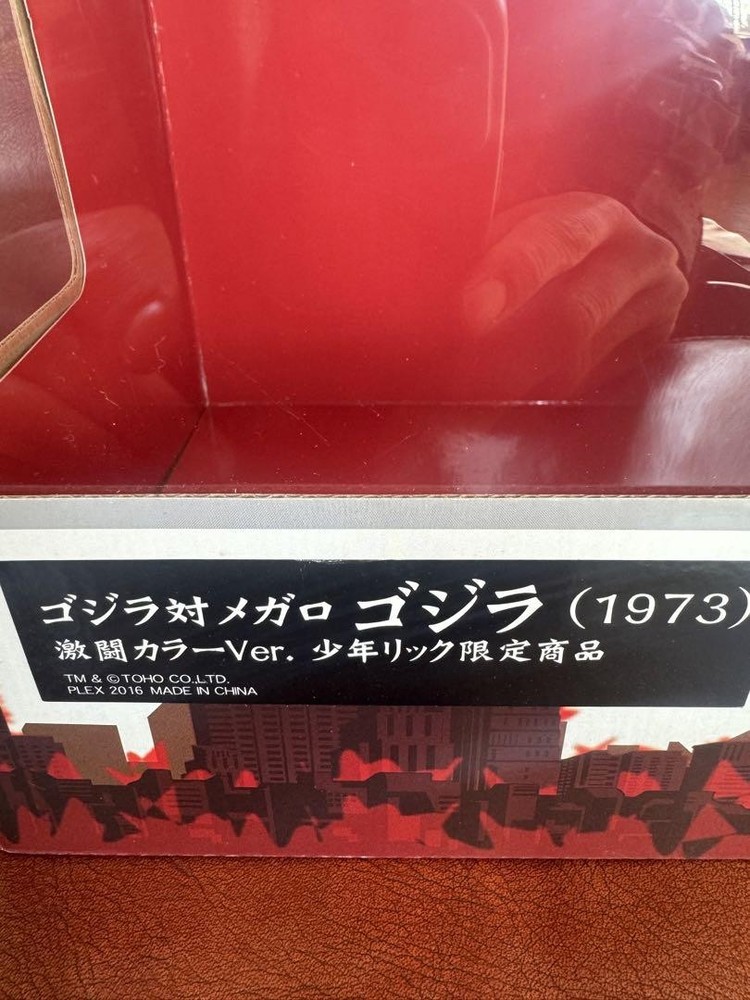 ゴジラ対メガロ ゴジラ (1973)
激闘カラーVer. 少年リック限定商品
TM & © TOHO CO.,LTD.
PLEX 2016 MADE IN CHINA